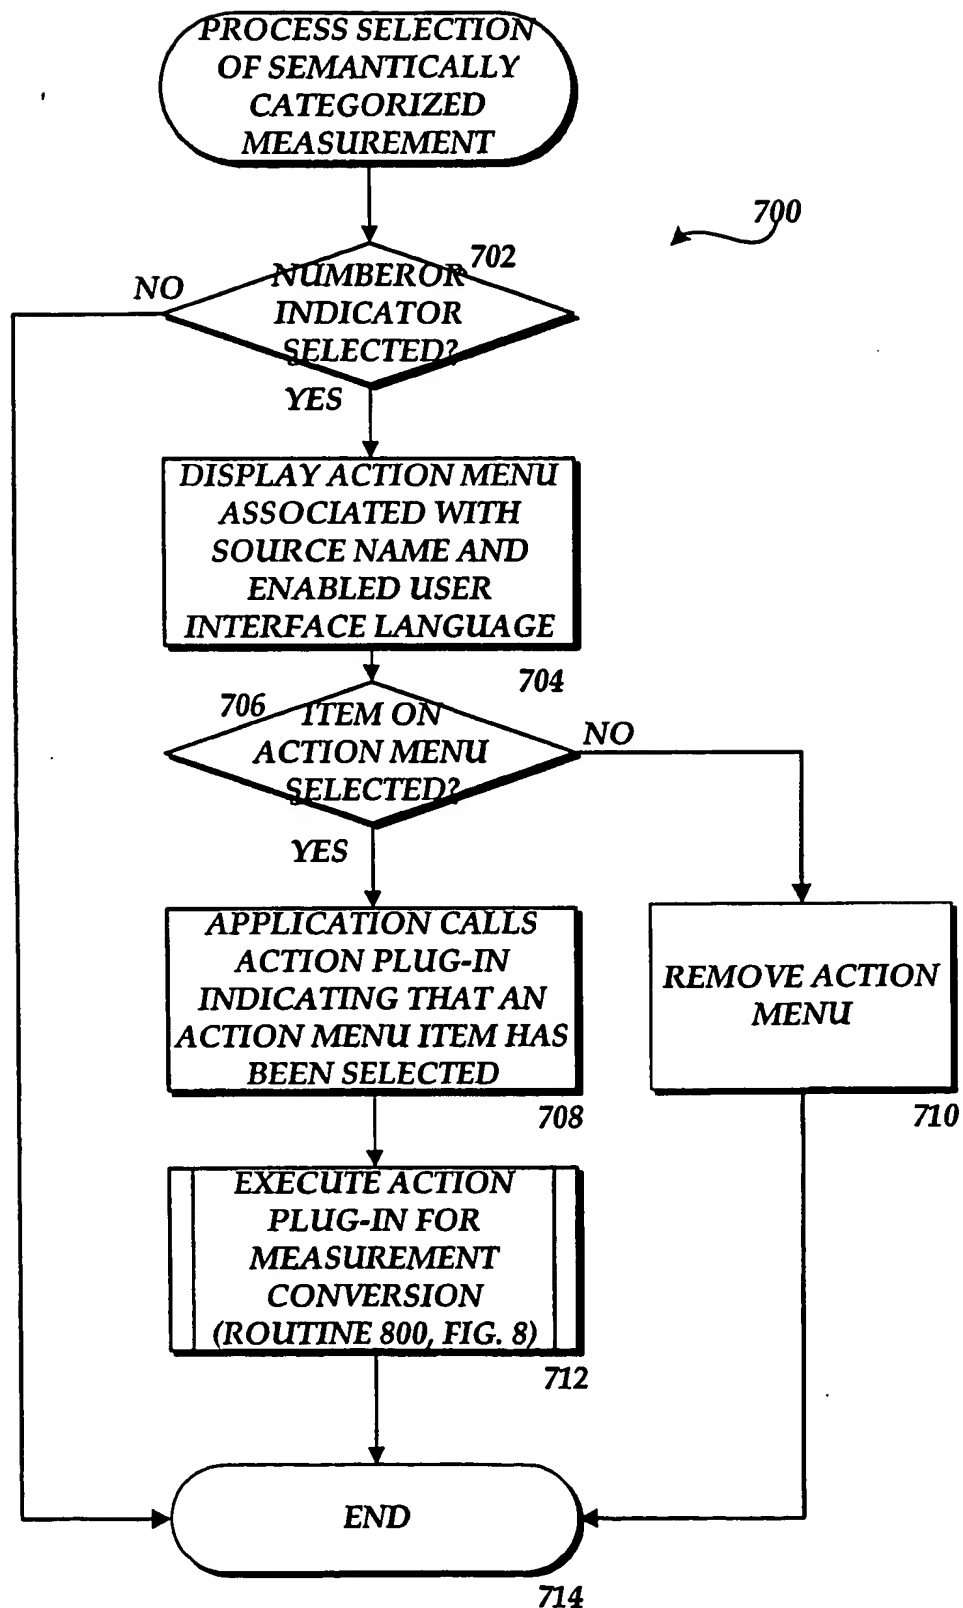 PROCESS SELECTION
OF SEMANTICALLY
CATEGORIZED
MEASUREMENT
700
702
NO
NUMBEROR
INDICATOR
SELECTED?
YES
DISPLAY ACTION MENU
ASSOCIATED WITH
SOURCE NAME AND
ENABLED USER
INTERFACE LANGUAGE
704
706
ITEM ON
ACTION MENU
SELECTED?
NO
YES
APPLICATION CALLS
ACTION PLUG-IN
INDICATING THAT AN
ACTION MENU ITEM HAS
BEEN SELECTED
708
REMOVE ACTION
MENU
710
EXECUTE ACTION
PLUG-IN FOR
MEASUREMENT
CONVERSION
(ROUTINE 800, FIG. 8)
712
END
714